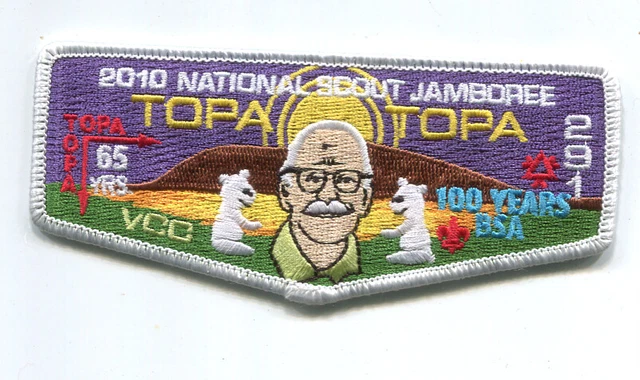 2010 NATIONAL SCOUT JAMBOREE
TOPA TOPA
291
TOPA
TOPA
65
YRS
VCC
100 YEARS
BSA